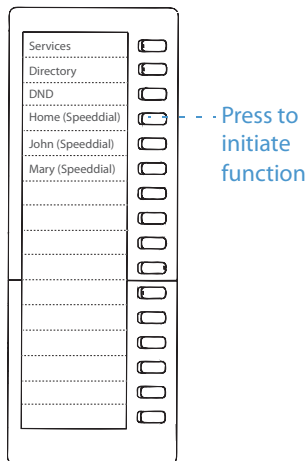 Services
Directory
DND
Home (Speeddial)
John (Speeddial)
Mary (Speeddial)
Press to
initiate
function